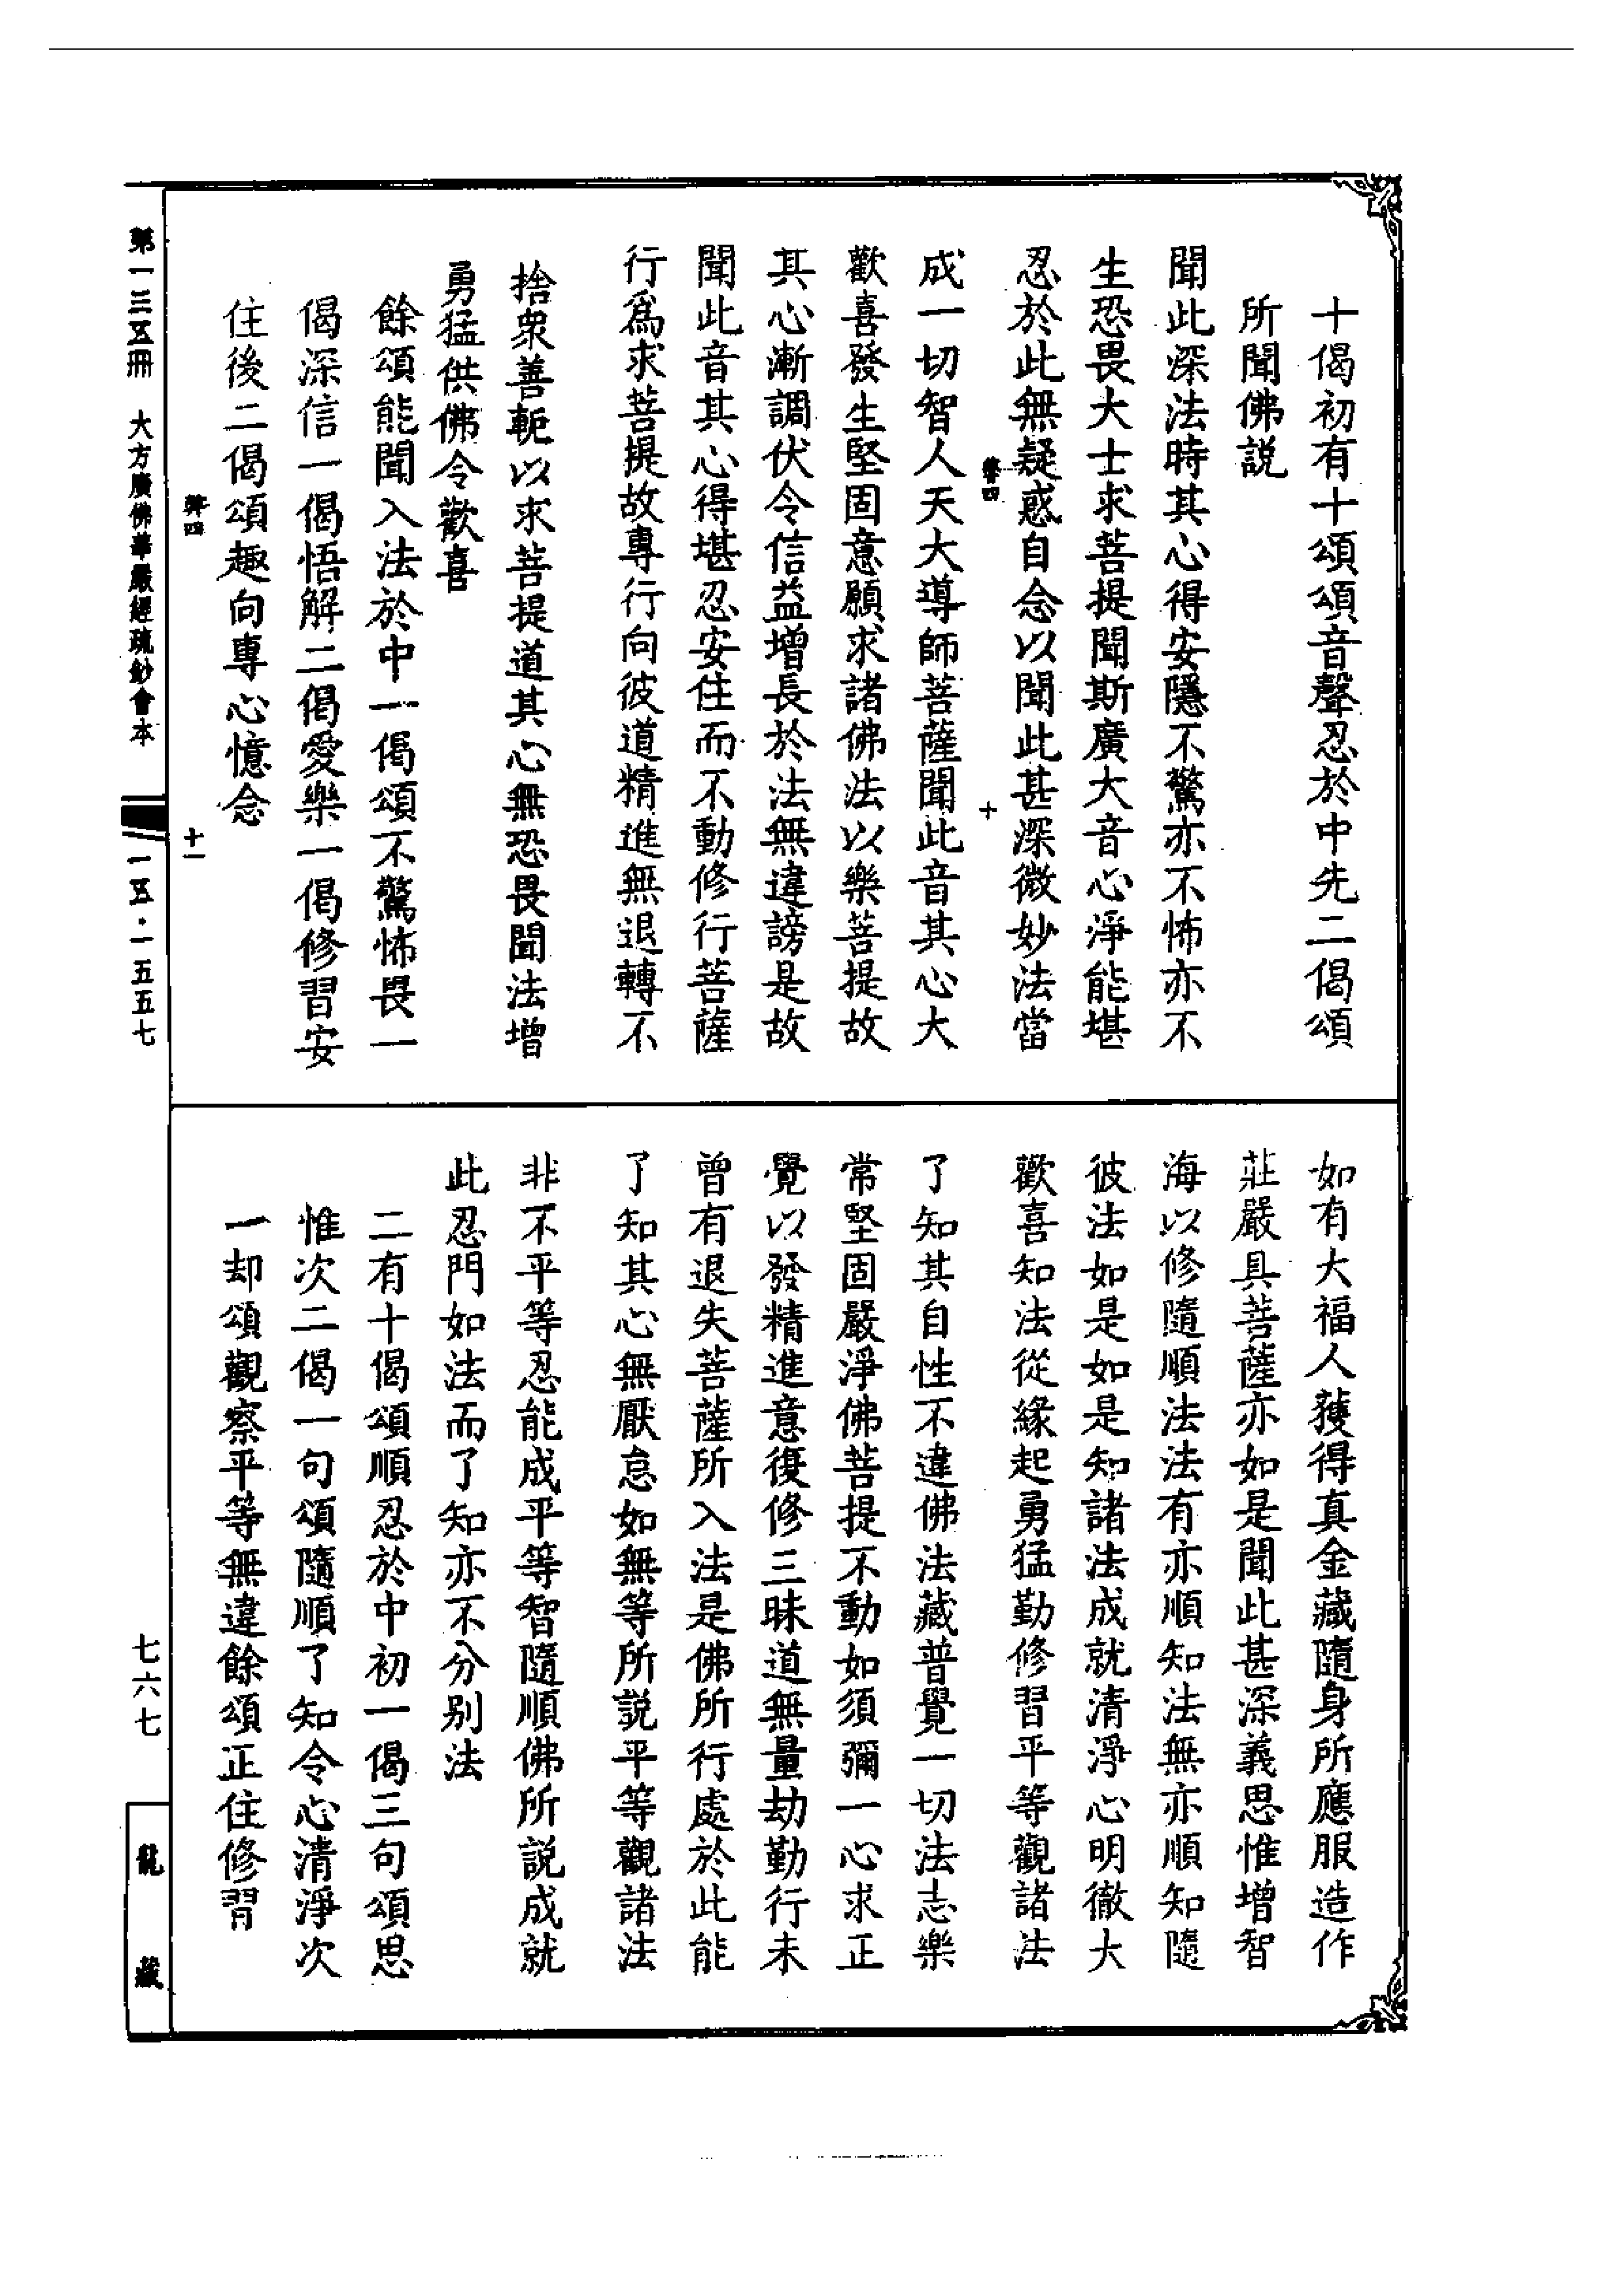 十偈初有十頌頌音聲忍於中先二偈頌
所聞佛説
聞此深法時其心得安隱不驚亦不怖亦不
生恐畏大士求菩提聞斯廣大音心淨能堪
忍於此無疑惑自念以聞此甚深微妙法當
十
成一切智人天大導師菩薩聞此音其心大
歡喜發生堅固意願求諸佛法以樂菩提故
其心漸調伏令信益增長於法無違謗是故
聞此音其心得堪忍安住而不動修行菩薩
行爲求菩提故專行向彼道精進無退轉不
捨衆善軛以求菩提道其心無恐畏聞法增
勇猛供佛令歡喜
餘頌能聞入法於中一偈頌不驚怖畏一
偈深信一偈悟解二偈愛樂一偈修習安
住後二偈頌趣向專心憶念
十一
如有大福人獲得真金藏隨身所應服造作
莊嚴具菩薩亦如是聞此甚深義思惟增智
海以修隨順法法有亦順知法無亦順知隨
彼法如是如是知諸法成就清淨心明徹大
歡喜知法從緣起勇猛勤修習平等觀諸法
了知其自性不違佛法藏普覺一切法志樂
常堅固嚴淨佛菩提不動如須彌一心求正
覺以發精進意復修三昧道無量劫勤行未
曾有退失菩薩所入法是佛所行處於此能
了知其心無厭怠如無等所説平等觀諸法
非不平等忍能成平等智隨順佛所説成就
此忍門如法而了知亦不分別法
二有十偈頌順忍於中初一偈三句頌思
惟次二偈一句頌隨順了知令心清淨次
一却頌觀察平等無違餘頌正住修習
第一三五冊 大方廣佛華嚴經疏鈔會本 一五·一五五七
七六七
龍藏